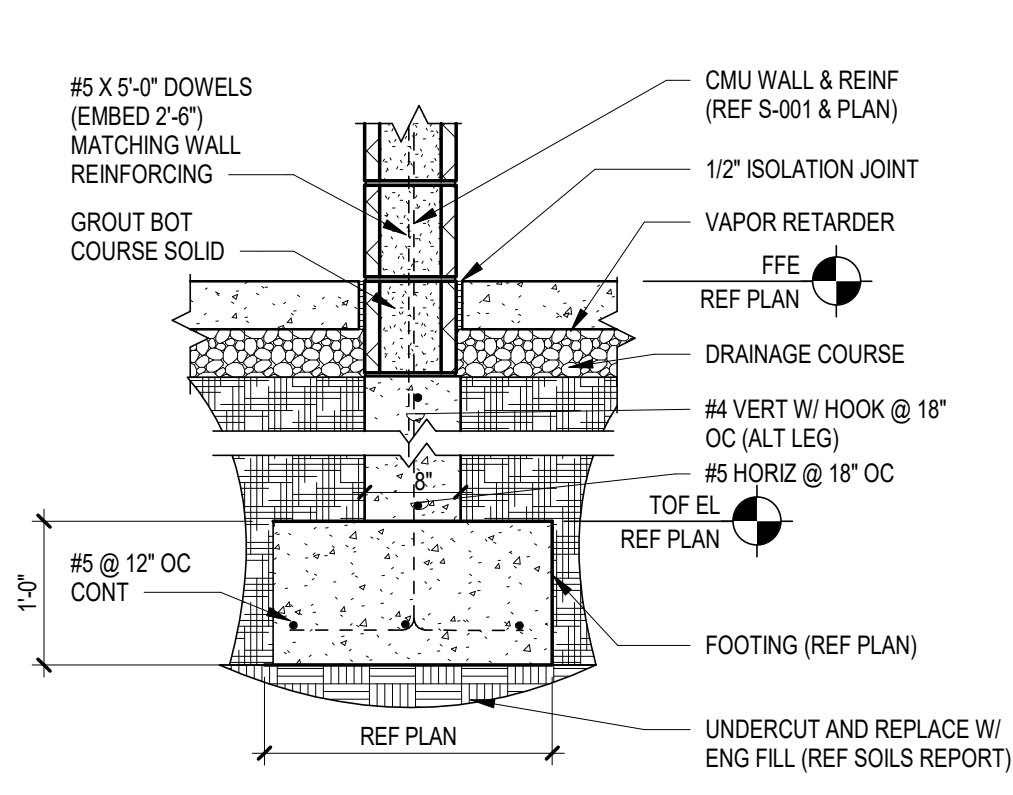 #5 X 5'-0" DOWELS
(EMBED 2'-6")
MATCHING WALL
REINFORCING
GROUT BOT
COURSE SOLID
CMU WALL & REINF
(REF S-001 & PLAN)
1/2" ISOLATION JOINT
VAPOR RETARDER
FFE
REF PLAN
DRAINAGE COURSE
#4 VERT W/ HOOK @ 18"
OC (ALT LEG)
8"
#5 HORIZ @ 18" OC
TOF EL
REF PLAN
#5 @ 12" OC
CONT
1'-0"
FOOTING (REF PLAN)
REF PLAN
UNDERCUT AND REPLACE W/
ENG FILL (REF SOILS REPORT)